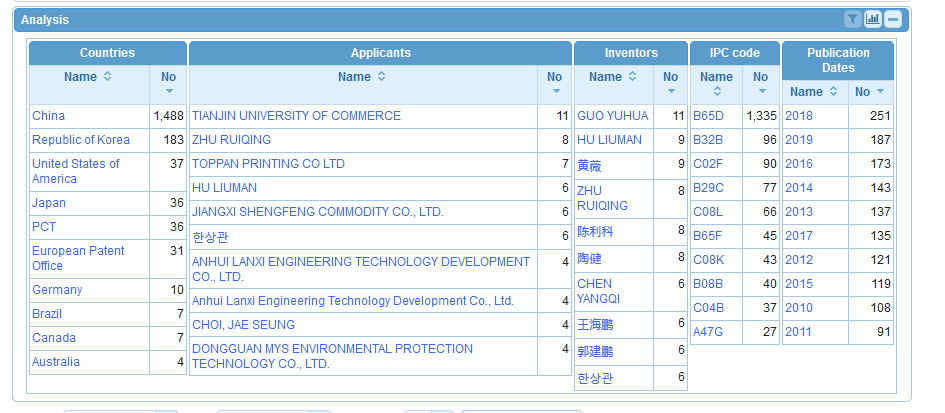 Analysis
Countries
Name No
China 1,488
Republic of Korea 183
United States of 37
America
Japan 36
PCT 36
European Patent 31
Office
Germany 10
Brazil 7
Canada 7
Australia 4
Applicants
Name No
TIANJIN UNIVERSITY OF COMMERCE 11
ZHU RUIQING 8
TOPPAN PRINTING CO LTD 7
HU LIUMAN 6
JIANGXI SHENGFENG COMMODITY CO., LTD. 6
한상관 6
ANHUI LANXI ENGINEERING TECHNOLOGY DEVELOPMENT 4
CO., LTD.
Anhui Lanxi Engineering Technology Development Co., Ltd. 4
CHOI, JAE SEUNG 4
DONGGUAN MYS ENVIRONMENTAL PROTECTION 4
TECHNOLOGY CO., LTD.
Inventors
Name No
GUO YUHUA 11
HU LIUMAN 9
黄薇 9
ZHU 8
RUIQING
陈利科 8
陶健 8
CHEN 6
YANGQI
王海鹏 6
郭建鹏 6
한상관 6
IPC code
Name No
B65D 1,335
B32B 96
C02F 90
B29C 77
C08L 66
B65F 45
C08K 43
B08B 40
C04B 37
A47G 27
Publication
Dates
Name No
2018 251
2019 187
2016 173
2014 143
2013 137
2017 135
2012 121
2015 119
2010 108
2011 91